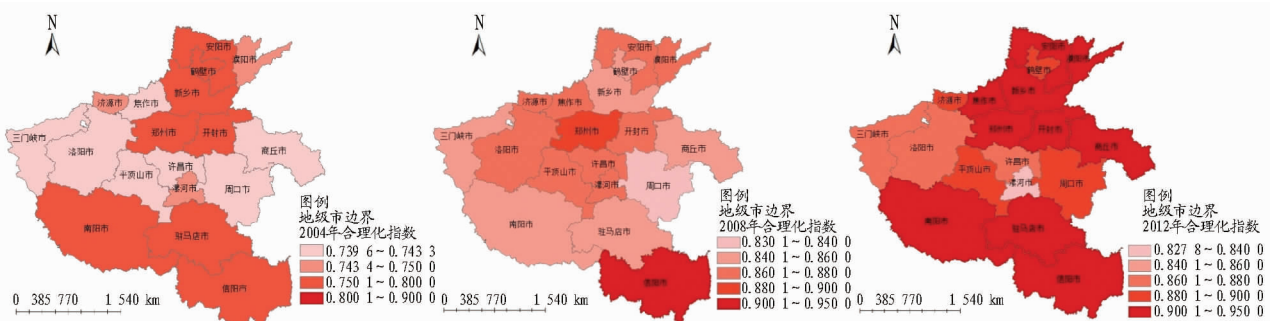 N
安阳市
濮阳市
鹤壁市
新乡市
济源市
焦作市
三门峡市
郑州市
开封市
洛阳市
商丘市
许昌市
平顶山市
漯河市
周口市
南阳市
驻马店市
信阳市
图例
地级市边界
2004年合理化指数
0.739 6～0.743 3
0.743 4～0.750 0
0.750 1～0.800 0
0.800 1～0.900 0
0 385 770 1 540 km
N
安阳市
濮阳市
鹤壁市
新乡市
济源市
焦作市
三门峡市
郑州市
开封市
洛阳市
商丘市
许昌市
平顶山市
漯河市
周口市
南阳市
驻马店市
信阳市
图例
地级市边界
2008年合理化指数
0.830 1～0.840 0
0.840 1～0.860 0
0.860 1～0.880 0
0.880 1～0.900 0
0.900 1～0.950 0
0 385 770 1 540 km
N
安阳市
濮阳市
鹤壁市
新乡市
济源市
焦作市
三门峡市
郑州市
开封市
洛阳市
商丘市
许昌市
平顶山市
漯河市
周口市
南阳市
驻马店市
信阳市
图例
地级市边界
2012年合理化指数
0.827 8～0.840 0
0.840 1～0.860 0
0.860 1～0.880 0
0.880 1～0.900 0
0.900 1～0.950 0
0 385 770 1 540 km